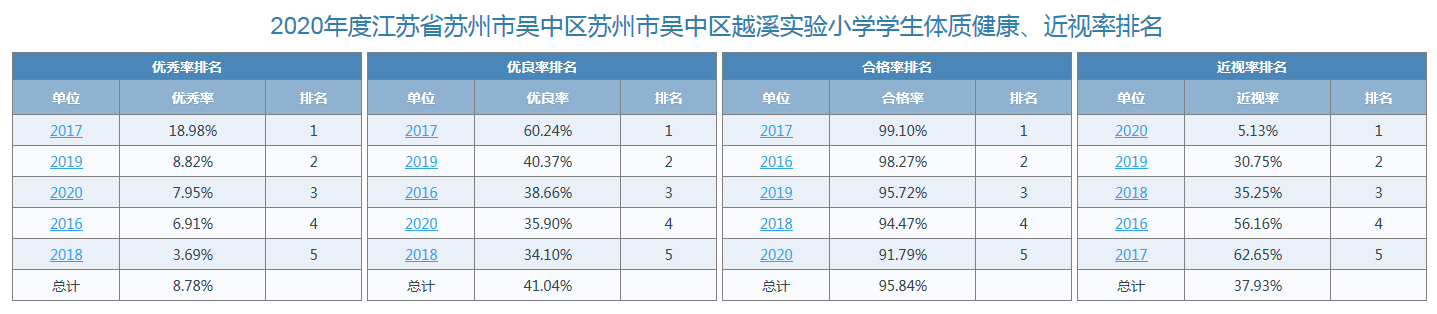 2020年度江苏省苏州市吴中区苏州市吴中区越溪实验小学学生体质健康、近视率排名
优秀率排名 优良率排名 合格率排名 近视率排名
单位 优秀率 排名 单位 优良率 排名 单位 合格率 排名 单位 近视率 排名
2017 18.98% 1 2017 60.24% 1 2017 99.10% 1 2020 5.13% 1
2019 8.82% 2 2019 40.37% 2 2016 98.27% 2 2019 30.75% 2
2020 7.95% 3 2016 38.66% 3 2019 95.72% 3 2018 35.25% 3
2016 6.91% 4 2020 35.90% 4 2018 94.47% 4 2016 56.16% 4
2018 3.69% 5 2018 34.10% 5 2020 91.79% 5 2017 62.65% 5
总计 8.78% 总计 41.04% 总计 95.84% 总计 37.93%